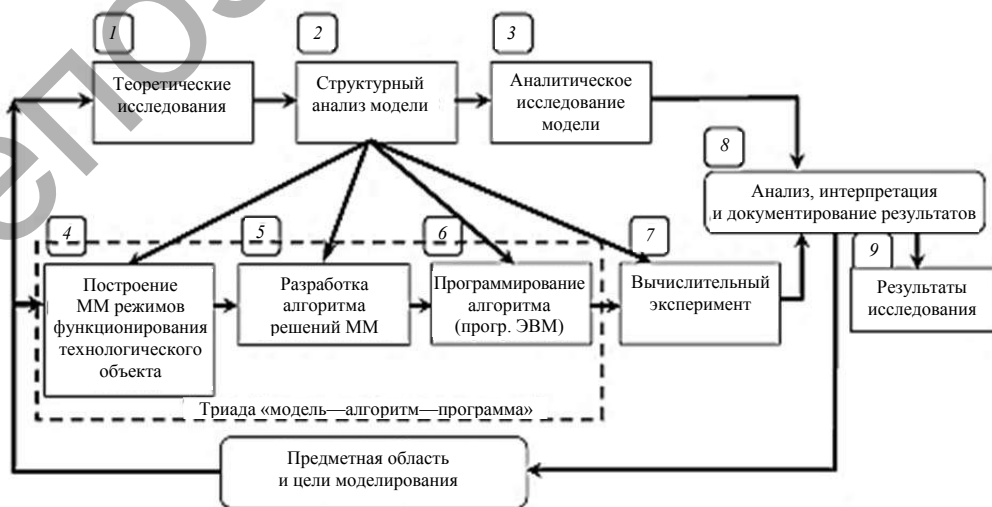 1
2
3
Теоретические
исследования
Структурный
анализ модели
Аналитическое
исследование
модели
8
Анализ, интерпретация
и документирование результатов
4
5
6
7
9
Построение
ММ режимов
функционирования
технологического
объекта
Разработка
алгоритма
решений ММ
Программирование
алгоритма
(прогр. ЭВМ)
Вычислительный
эксперимент
Результаты
исследования
Триада «модель—алгоритм—программа»
Предметная область
и цели моделирования